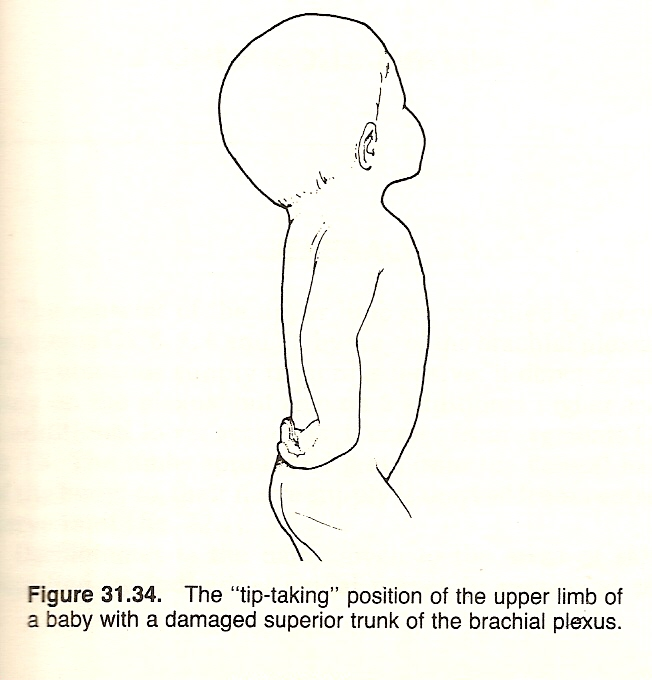 Figure 31.34. The “tip-taking” position of the upper limb of
a baby with a damaged superior trunk of the brachial plexus.